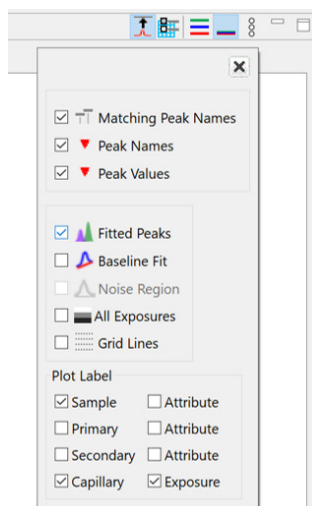 Matching Peak Names
Peak Names
Peak Values
Fitted Peaks
Baseline Fit
Noise Region
All Exposures
Grid Lines
Plot Label
Sample Attribute
Primary Attribute
Secondary Attribute
Capillary Exposure